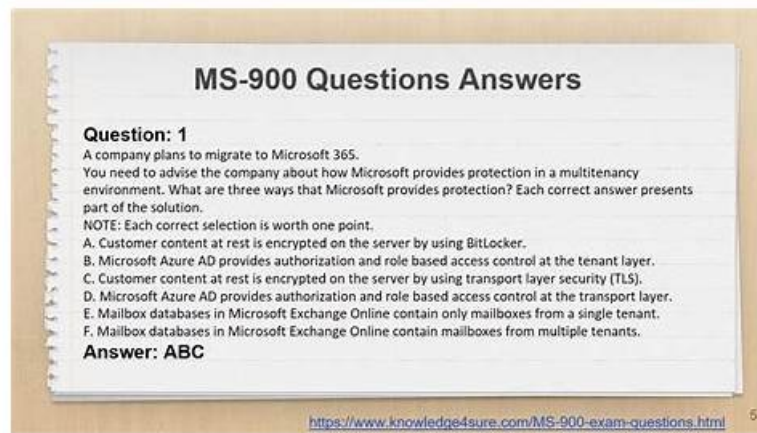 MS-900 Questions Answers
Question: 1
A company plans to migrate to Microsoft 365.
You need to advise the company about how Microsoft provides protection in a multitenancy
environment. What are three ways that Microsoft provides protection? Each correct answer presents
part of the solution.
NOTE: Each correct selection is worth one point.
A. Customer content at rest is encrypted on the server by using BitLocker.
B. Microsoft Azure AD provides authorization and role based access control at the tenant layer.
C. Customer content at rest is encrypted on the server by using transport layer security (TLS).
D. Microsoft Azure AD provides authorization and role based access control at the transport layer.
E. Mailbox databases in Microsoft Exchange Online contain only mailboxes from a single tenant.
F. Mailbox databases in Microsoft Exchange Online contain mailboxes from multiple tenants.
Answer: ABC
https://www.knowledge4sure.com/MS-900-exam-questions.html
5